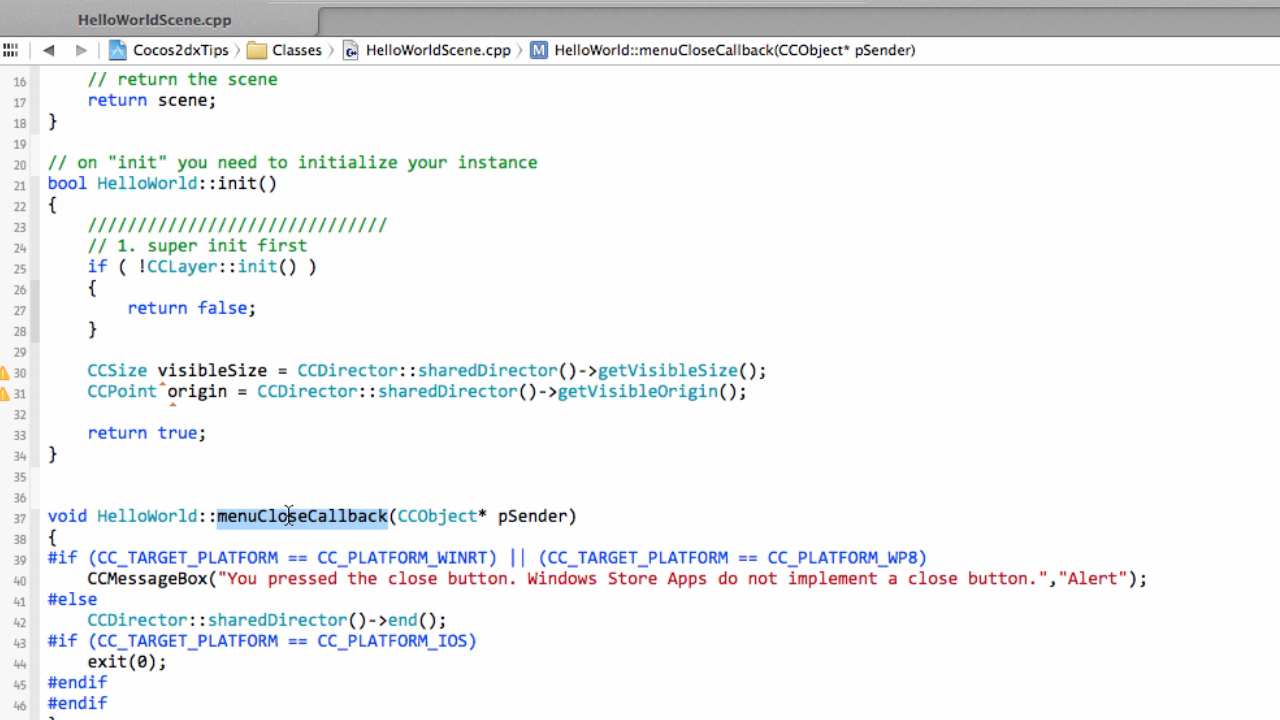 HelloWorldScene.cpp
Cocos2dxTips Classes HelloWorldScene.cpp M HelloWorld::menuCloseCallback(CCObject* pSender)
16 // return the scene
17 return scene;
18 }
19
20 // on "init" you need to initialize your instance
21 bool HelloWorld::init()
22 {
23 //////////////////////////////
24 // 1. super init first
25 if ( !CCLayer::init() )
26 {
27 return false;
28 }
29
30 CCSize visibleSize = CCDirector::sharedDirector()->getVisibleSize();
31 CCPoint origin = CCDirector::sharedDirector()->getVisibleOrigin();
32
33 return true;
34 }
35
36
37 void HelloWorld::menuCloseCallback(CCObject* pSender)
38 {
39 #if (CC_TARGET_PLATFORM == CC_PLATFORM_WINRT) || (CC_TARGET_PLATFORM == CC_PLATFORM_WP8)
40 CCMessageBox("You pressed the close button. Windows Store Apps do not implement a close button.","Alert");
41 #else
42 CCDirector::sharedDirector()->end();
43 #if (CC_TARGET_PLATFORM == CC_PLATFORM_IOS)
44 exit(0);
45 #endif
46 #endif